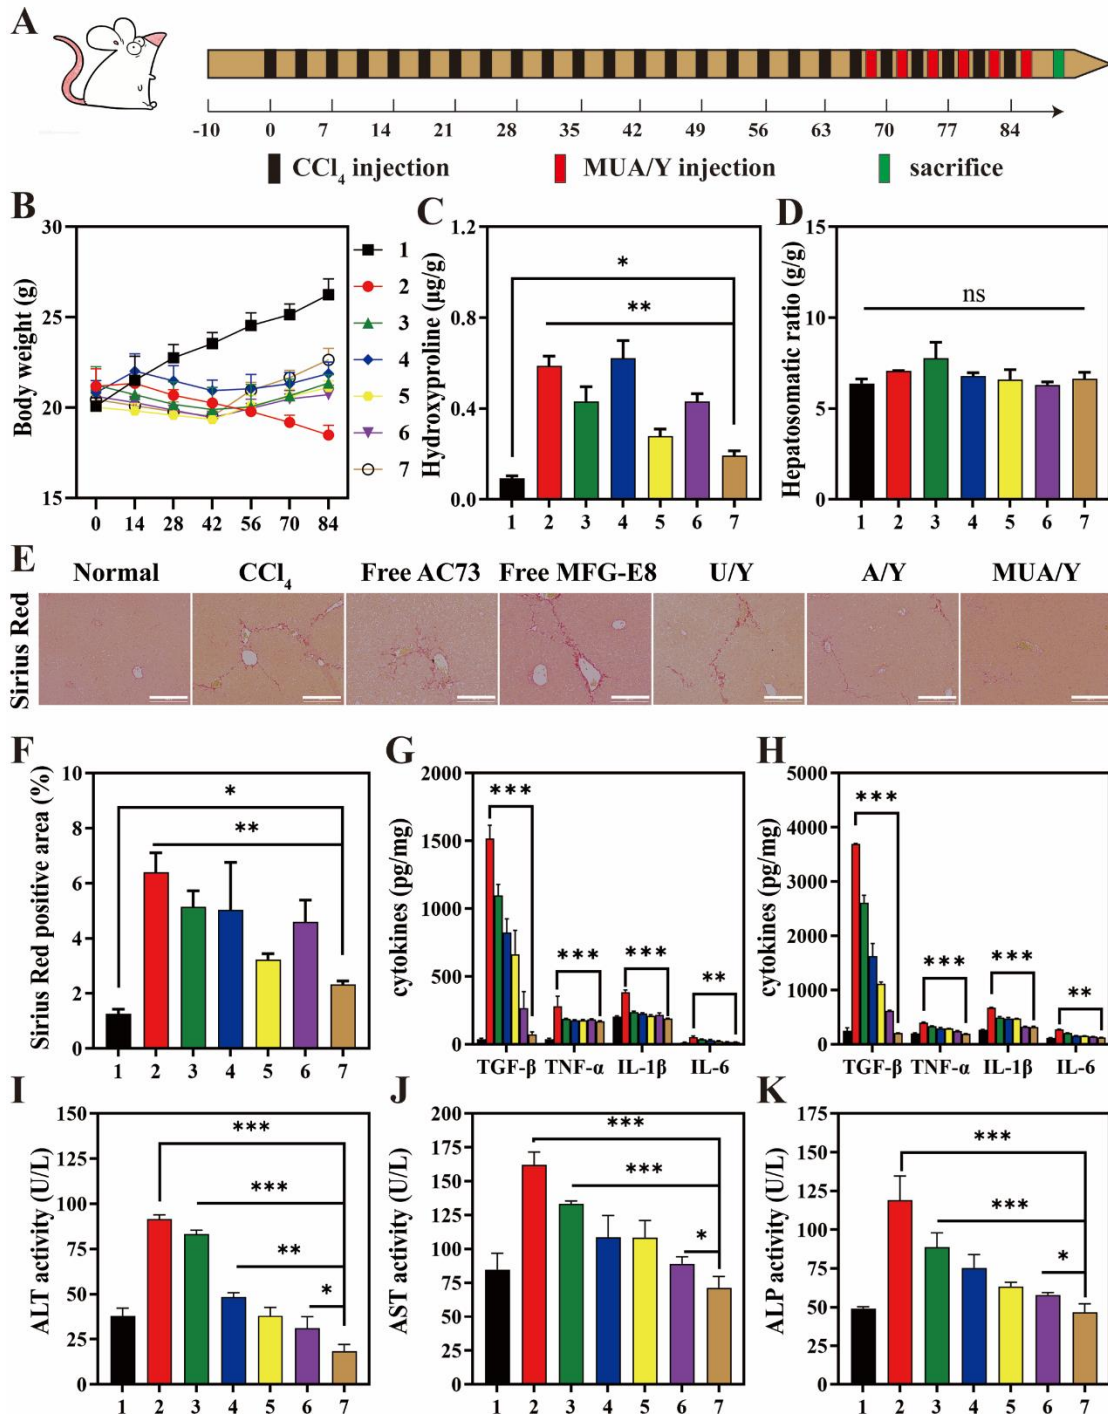 A
-10 0 7 14 21 28 35 42 49 56 63 70 77 84
CCl4 injection MUA/Y injection sacrifice
B
Body weight (g)
30
25
20
15
0 14 28 42 56 70 84
1
2
3
4
5
6
7
C
Hydroxyproline (μg/g)
1.2
0.8
0.4
0.0
*
**
1 2 3 4 5 6 7
D
Hepatosomatic ratio (g/g)
15
10
5
0
ns
1 2 3 4 5 6 7
E
Normal CCl4 Free AC73 Free MFG-E8 U/Y A/Y MUA/Y
Sirius Red
F
Sirius Red positive area (%)
10
8
6
4
2
0
*
**
1 2 3 4 5 6 7
G
cytokines (pg/mg)
2000
1500
1000
500
0
***
***
***
**
TGF-β TNF-α IL-1β IL-6
H
cytokines (pg/mg)
5000
4000
3000
2000
1000
0
***
***
***
**
TGF-β TNF-α IL-1β IL-6
I
ALT activity (U/L)
150
125
100
75
50
25
0
***
***
**
*
1 2 3 4 5 6 7
J
AST activity (U/L)
200
175
150
125
100
75
50
25
0
***
***
*
1 2 3 4 5 6 7
K
ALP activity (U/L)
175
150
125
100
75
50
25
0
***
***
*
1 2 3 4 5 6 7